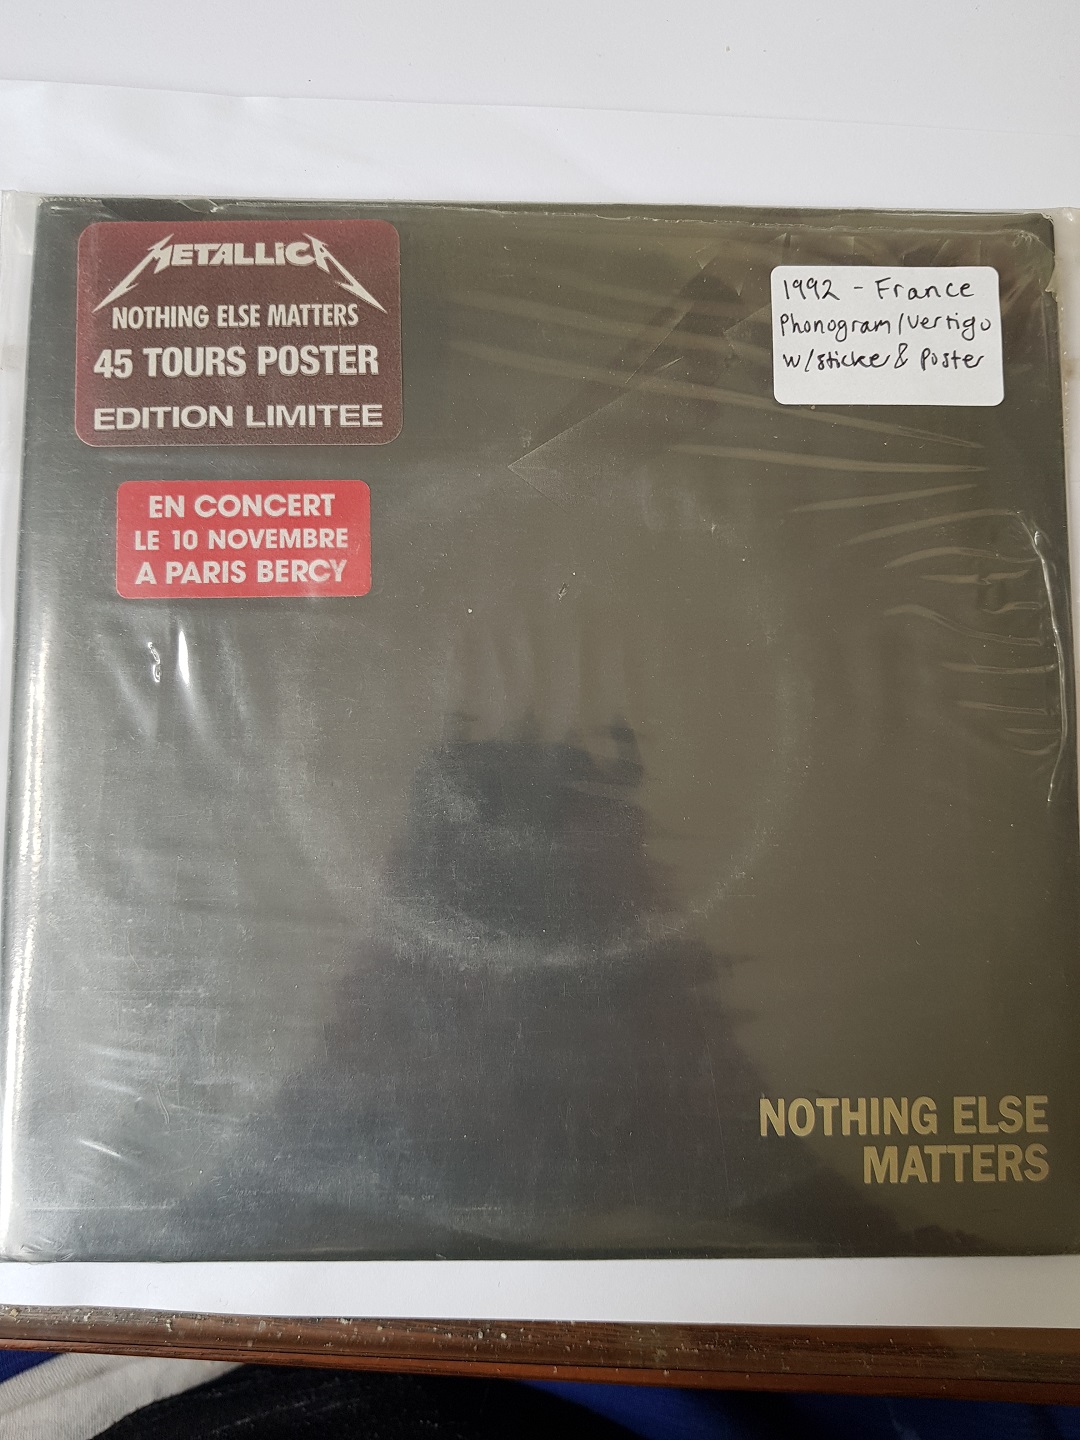 METALLICA
NOTHING ELSE MATTERS
45 TOURS POSTER
EDITION LIMITEE
EN CONCERT
LE 10 NOVEMBRE
A PARIS BERCY
1992 - France
Phonogram/Vertigo
w/sticker & Poster
NOTHING ELSE
MATTERS